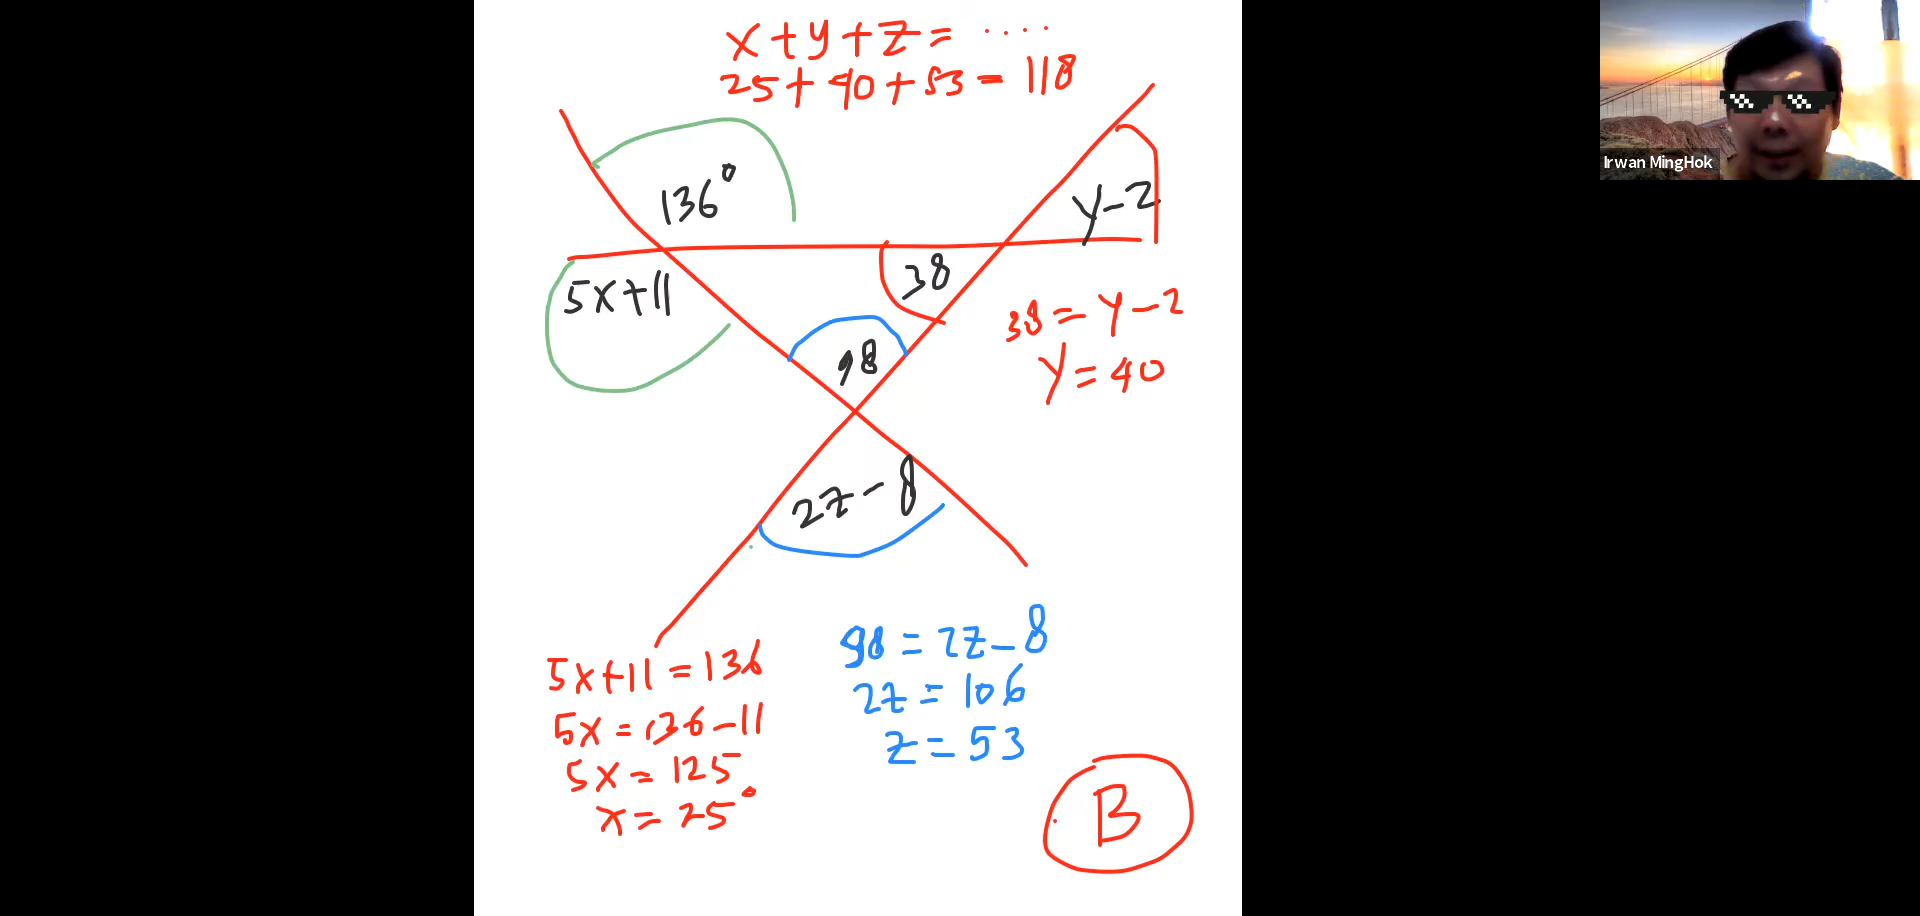 x+y+z= ....
25+40+53=118
136°
y-2
5x+11
38
38=y-2
98
y=40
2z-8
5x+11=136
5x=136-11
5x=125
x=25°
98=2z-8
2z=106
z=53
B
Irwan MingHok